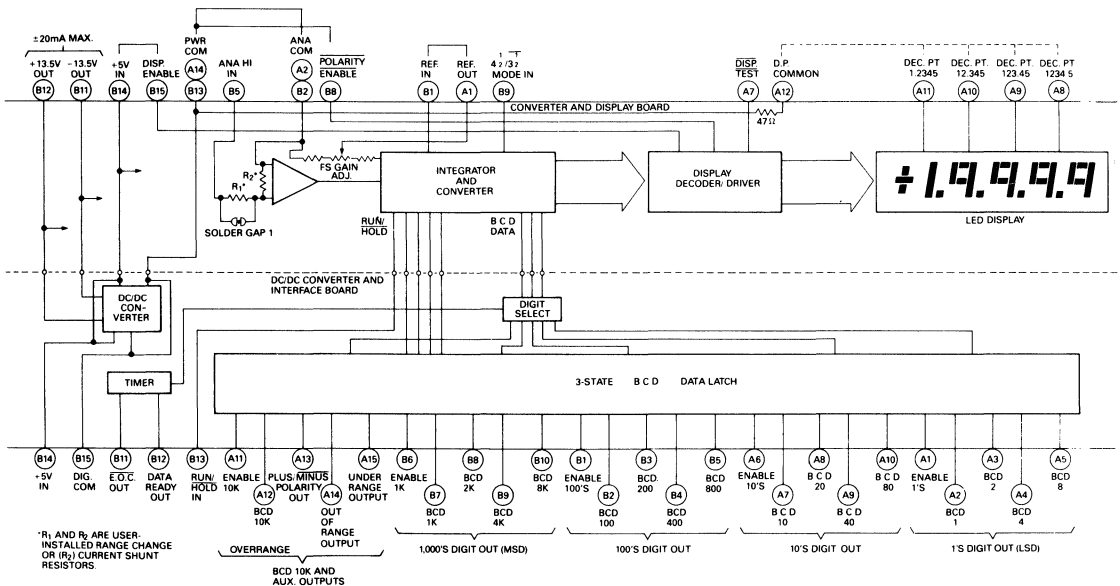 ±20mA MAX.
+13.5V OUT
B12
-13.5V OUT
B11
+5V IN
B14
DISP. ENABLE
B15
PWR COM
A14
B13
ANA HI IN
B5
ANA COM
A2
B2
POLARITY ENABLE
B8
REF. IN
B1
REF. OUT
A1
4½/3½ MODE IN
B9
DISP. TEST
A7
D.P. COMMON
A12
DEC. PT 1.2345
A11
DEC. PT. 12.345
A10
DEC. PT. 123.45
A9
DEC. PT 1234 5
A8
CONVERTER AND DISPLAY BOARD
47Ω
R2*
R1*
SOLDER GAP 1
FS GAIN ADJ.
INTEGRATOR AND CONVERTER
DISPLAY DECODER/ DRIVER
+1.9.9.9.9
LED DISPLAY
RUN/ HOLD
B C D DATA
DC/DC CONVERTER AND INTERFACE BOARD
DC/DC CON- VERTER
DIGIT SELECT
TIMER
3-STATE B C D DATA LATCH
B14
+5V IN
B15
DIG. COM
B11
E.O.C. OUT
B12
DATA READY OUT
B13
RUN/ HOLD IN
A11
ENABLE 10K
A12
BCD 10K
A13
PLUS/MINUS POLARITY OUT
A14
OUT OF RANGE OUTPUT
A15
UNDER RANGE OUTPUT
B6
ENABLE 1K
B7
BCD 1K
B8
BCD 2K
B9
BCD 4K
B10
BCD 8K
B1
ENABLE 100'S
B2
BCD 100
B3
BCD. 200
B4
BCD 400
B5
BCD 800
A6
ENABLE 10'S
A7
BCD 10
A8
B C D 20
A9
BCD 40
A10
B C D 80
A1
ENABLE 1'S
A2
BCD 1
A3
BCD 2
A4
BCD 4
A5
BCD 8
OVERRANGE
BCD 10K AND AUX. OUTPUTS
1,000'S DIGIT OUT (MSD)
100'S DIGIT OUT
10'S DIGIT OUT
1'S DIGIT OUT (LSD)
*R1 AND R2 ARE USER-
INSTALLED RANGE CHANGE
OR (R2) CURRENT SHUNT
RESISTORS.